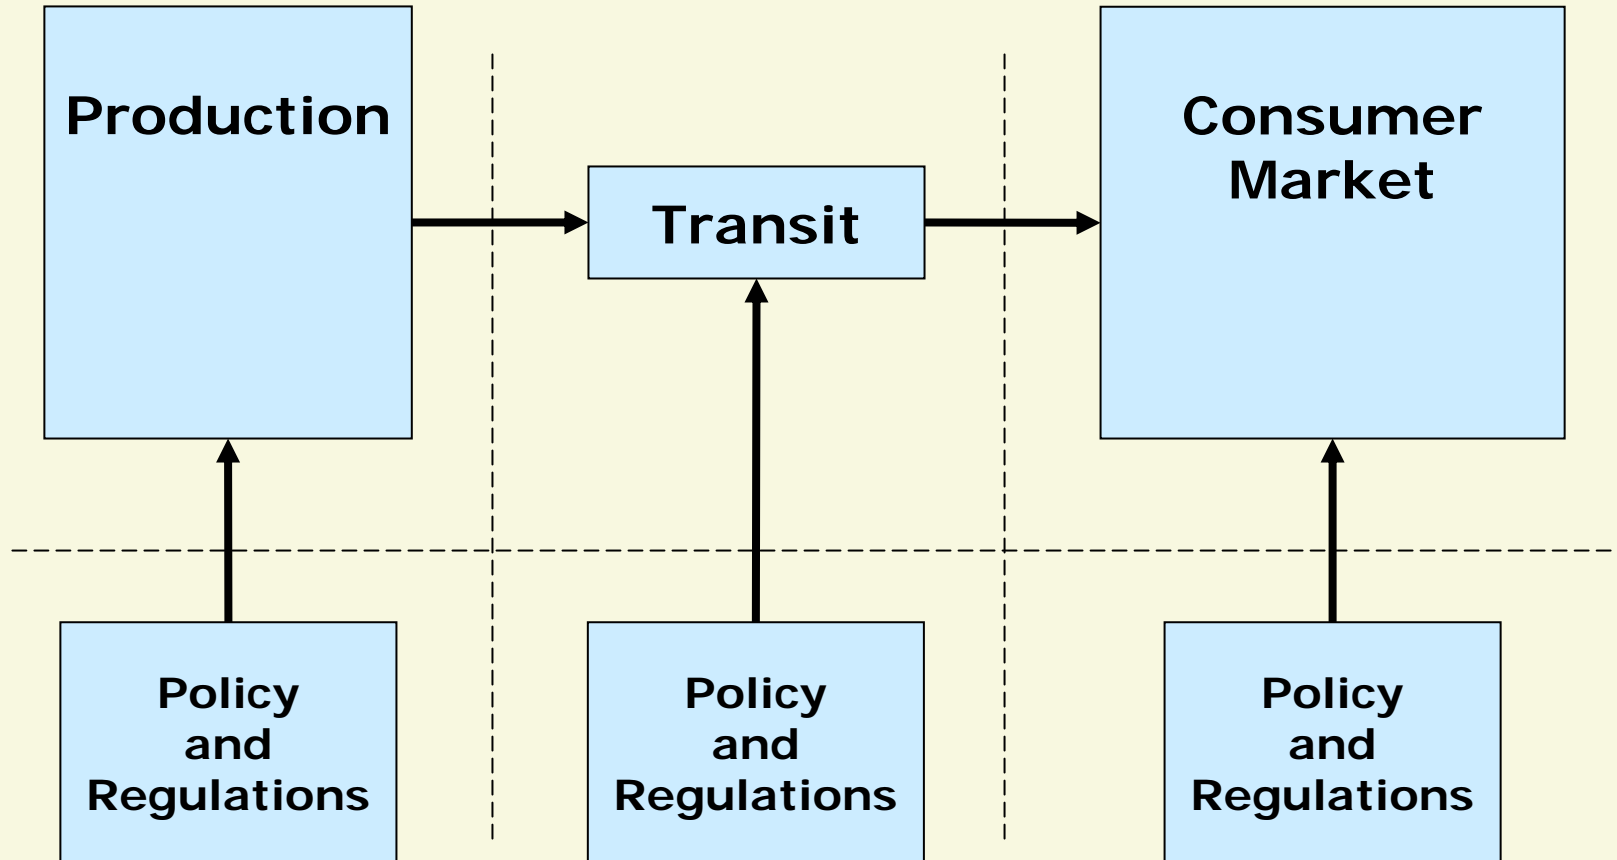 Production
Consumer
Market
Transit
Policy
and
Regulations
Policy
and
Regulations
Policy
and
Regulations